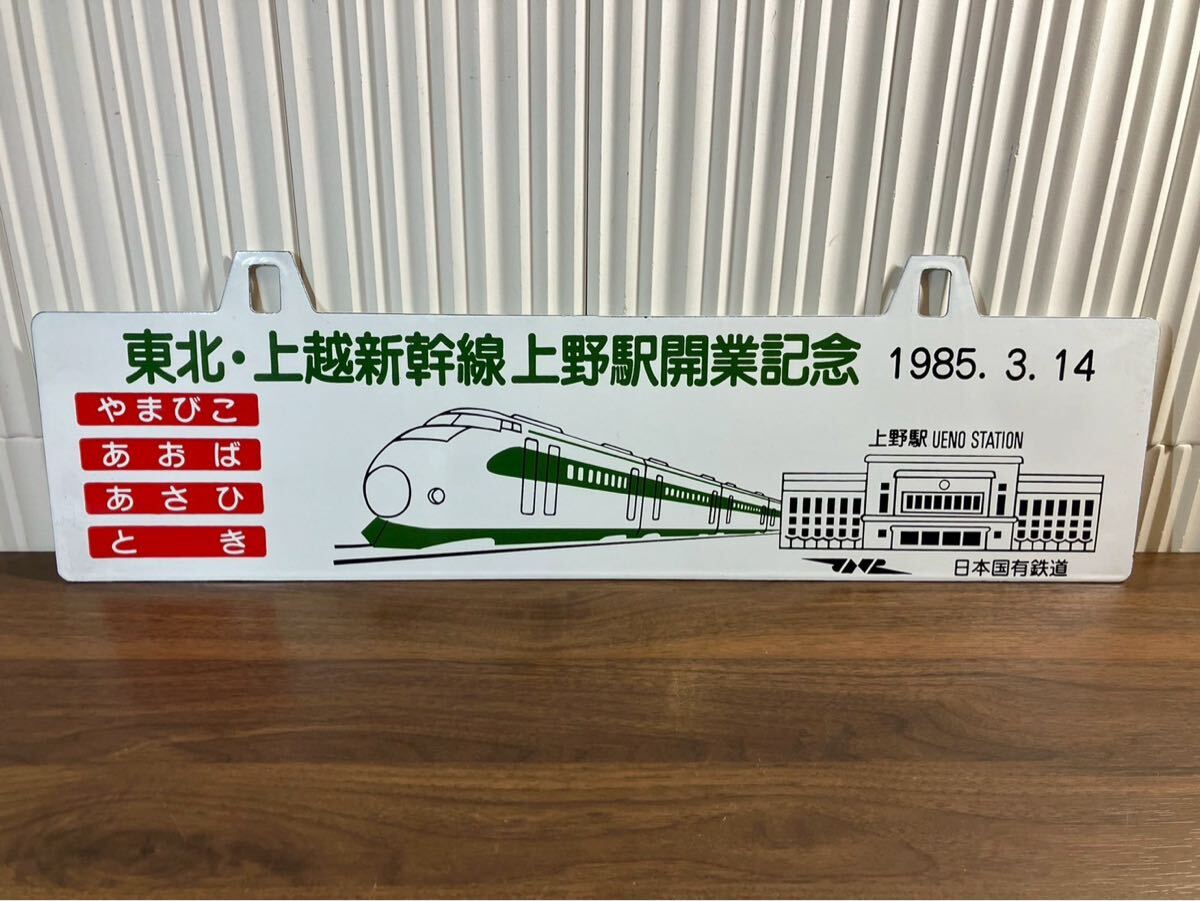 東北・上越新幹線上野駅開業記念 1985. 3. 14
やまびこ
あおば
あさひ
とき
上野駅 UENO STATION
JNR 日本国有鉄道